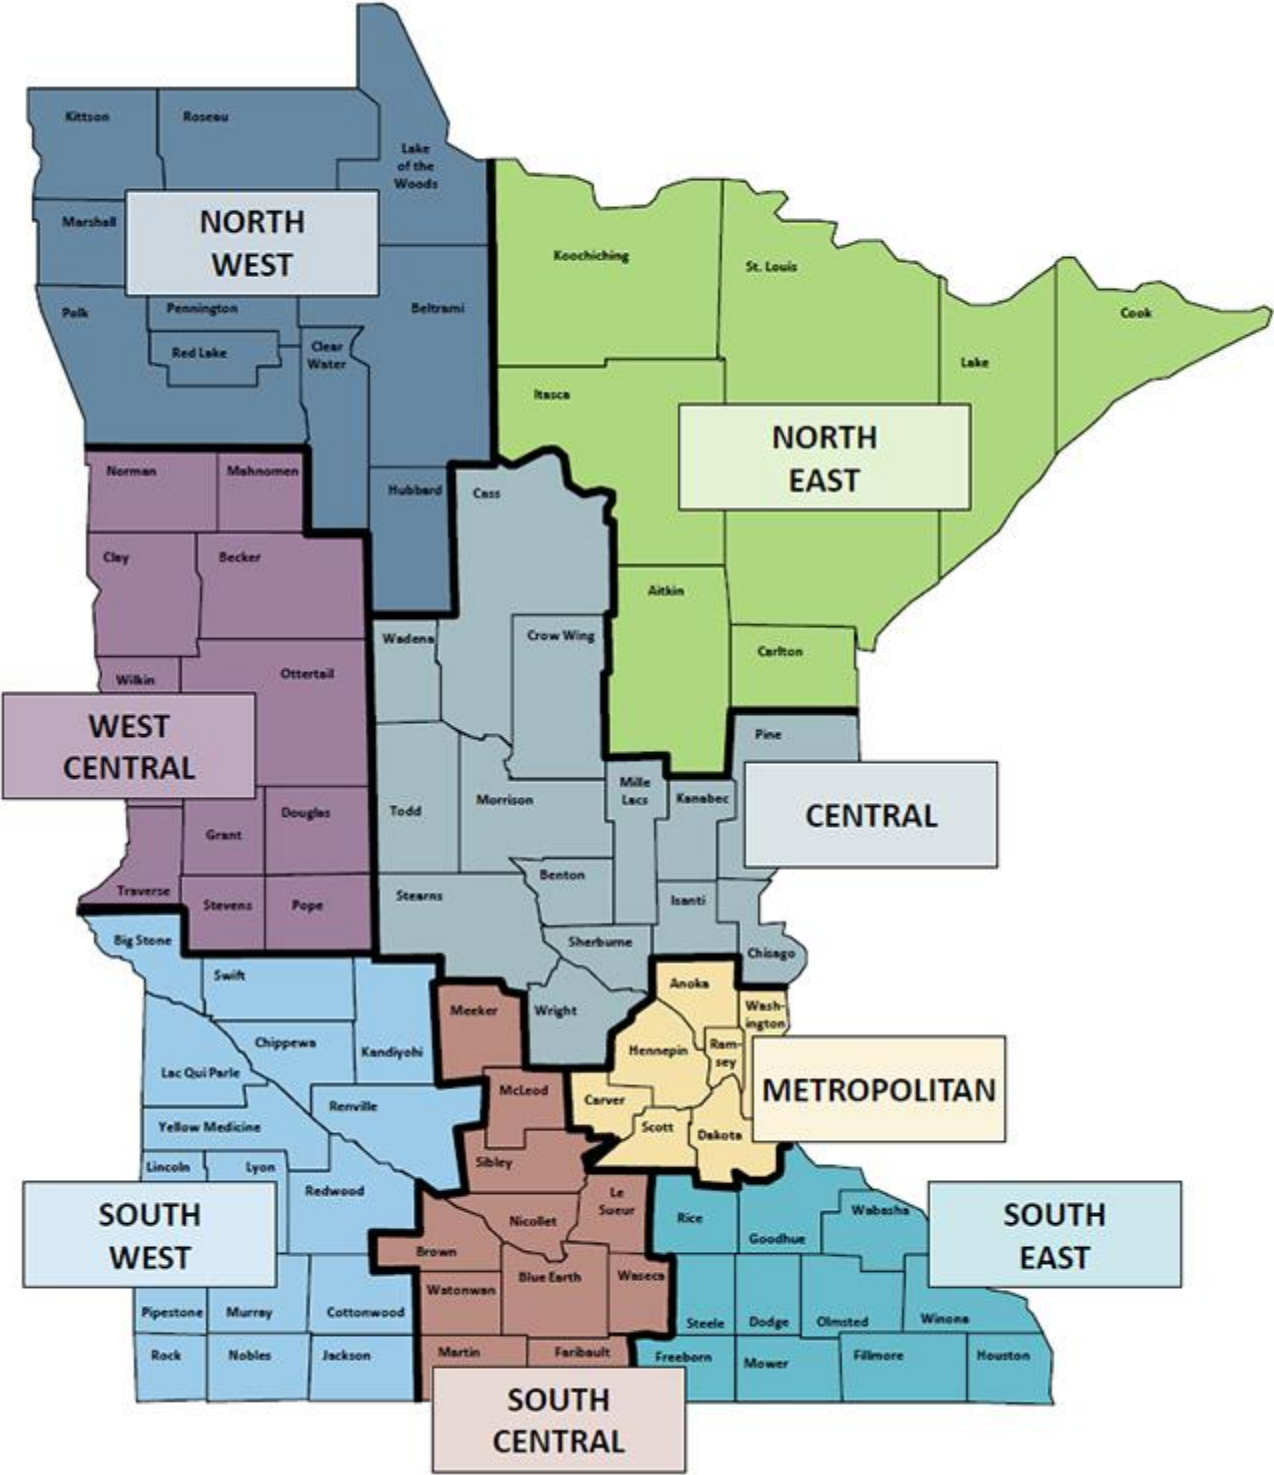 Kittson
Roseau
Lake
of the
Woods
Marshall
NORTH
WEST
Polk
Pennington
Beltrami
Red Lake
Clear
Water
Hubbard
Koochiching
St. Louis
Cook
Lake
Itasca
NORTH
EAST
Aitkin
Carlton
Norman
Mahnomen
Clay
Becker
Wilkin
Ottertail
WEST
CENTRAL
Douglas
Grant
Traverse
Stevens
Pope
Cass
Wadena
Crow Wing
Pine
Mille
Lacs
Kanabec
Todd
Morrison
CENTRAL
Benton
Stearns
Isanti
Sherburne
Chisago
Wright
Big Stone
Swift
Chippewa
Kandiyohi
Lac Qui Parle
Renville
Yellow Medicine
Lincoln
Lyon
Redwood
SOUTH
WEST
Pipestone
Murray
Cottonwood
Rock
Nobles
Jackson
Meeker
McLeod
Sibley
Le
Sueur
Nicollet
Brown
Blue Earth
Waseca
Watonwan
Martin
Faribault
SOUTH
CENTRAL
Anoka
Wash-
ington
Hennepin
Ram-
sey
METROPOLITAN
Carver
Scott
Dakota
Rice
Goodhue
Wabasha
SOUTH
EAST
Steele
Dodge
Olmsted
Winona
Freeborn
Mower
Fillmore
Houston